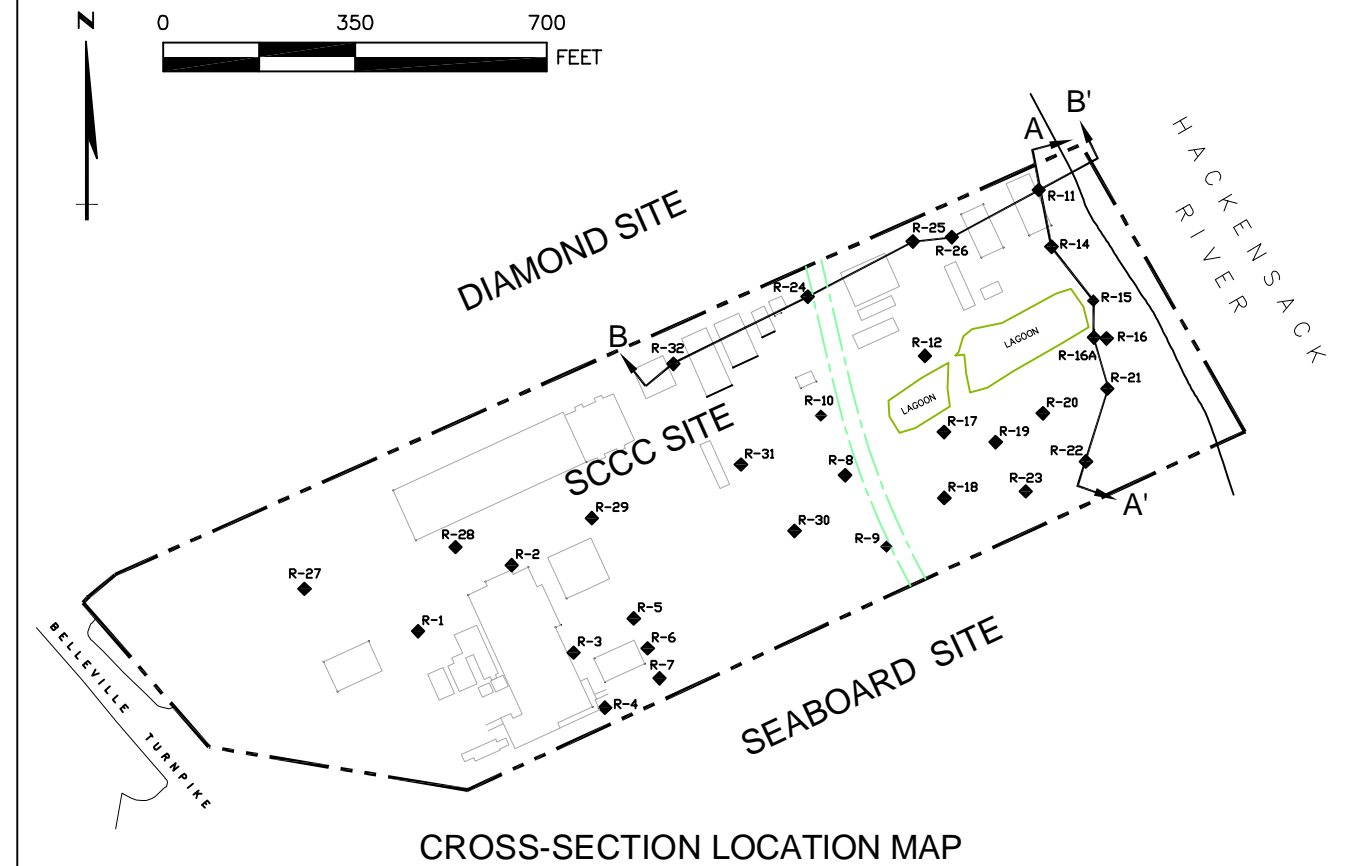 N
0 350 700
FEET
HACKENSACK
RIVER
A
B'
R-11
DIAMOND SITE
R-25
R-26
R-14
R-24
R-15
B
R-32
R-12
LAGOON
R-16
R-16A
R-21
LAGOON
R-10
R-20
SCCC SITE
R-17
R-19
R-31
R-8
R-22
R-18
R-23
A'
R-29
R-30
R-28
R-9
R-2
R-27
R-5
R-1
R-3
R-6
R-7
R-4
SEABOARD SITE
BELLEVILLE TURNPIKE
CROSS-SECTION LOCATION MAP